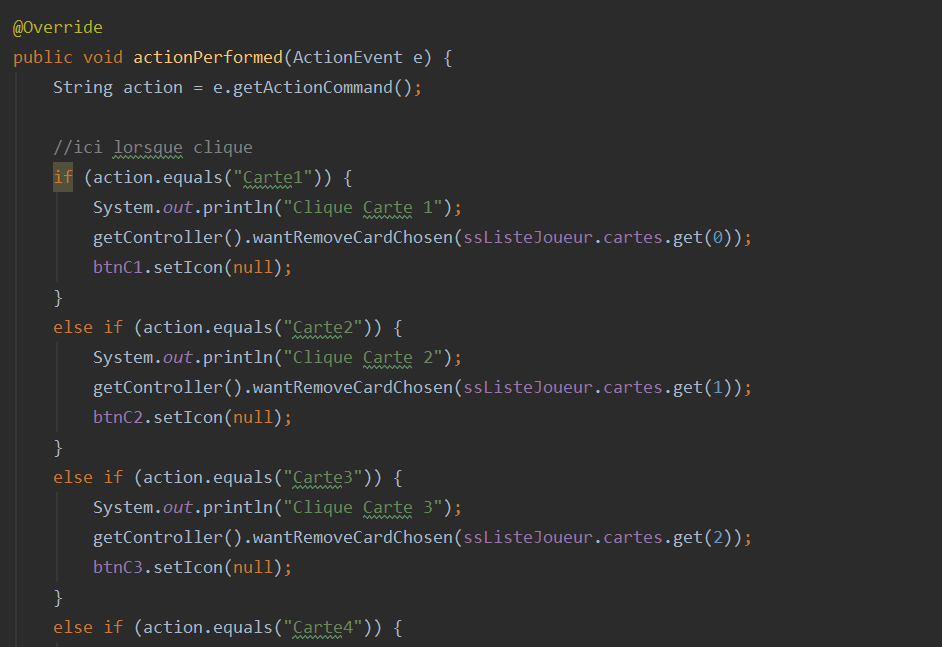 @Override
public void actionPerformed(ActionEvent e) {
    String action = e.getActionCommand();

    //ici lorsque clique
    if (action.equals("Carte1")) {
        System.out.println("Clique Carte 1");
        getController().wantRemoveCardChosen(ssListeJoueur.cartes.get(0));
        btnC1.setIcon(null);
    }
    else if (action.equals("Carte2")) {
        System.out.println("Clique Carte 2");
        getController().wantRemoveCardChosen(ssListeJoueur.cartes.get(1));
        btnC2.setIcon(null);
    }
    else if (action.equals("Carte3")) {
        System.out.println("Clique Carte 3");
        getController().wantRemoveCardChosen(ssListeJoueur.cartes.get(2));
        btnC3.setIcon(null);
    }
    else if (action.equals("Carte4")) {